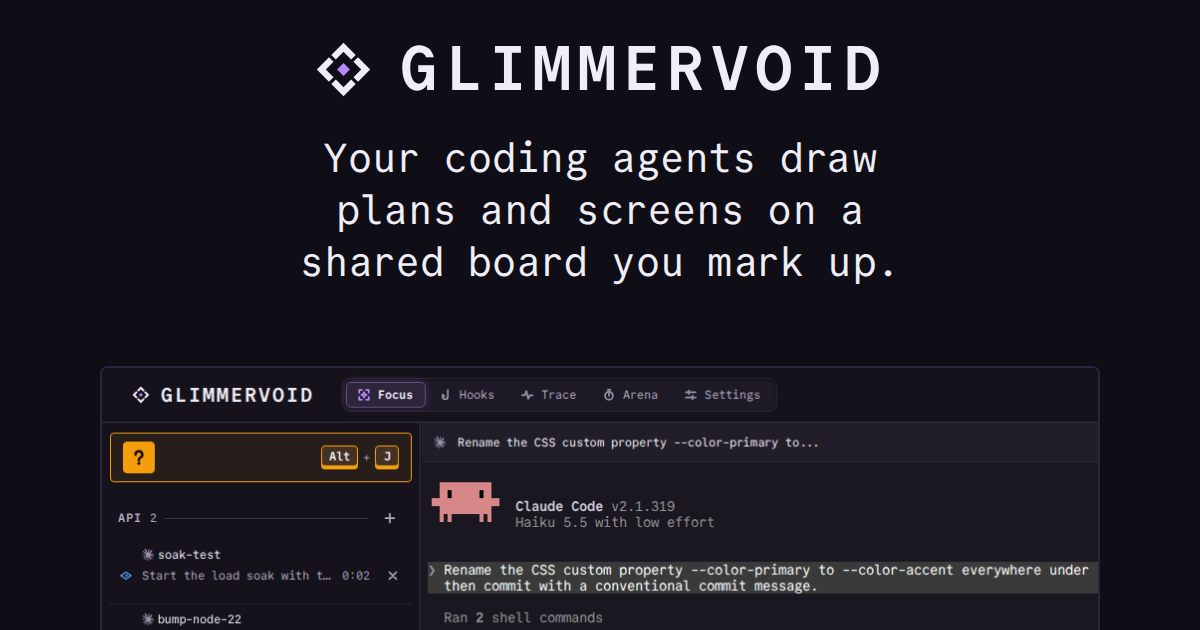 GLIMMERVOID
Your coding agents draw
plans and screens on a
shared board you mark up.
GLIMMERVOID
Focus
Hooks
Trace
Arena
Settings
?
Alt + J
Rename the CSS custom property --color-primary to...
API 2
+
Claude Code v2.1.319
Haiku 5.5 with low effort
soak-test
Start the load soak with t… 0:02 ×
❯ Rename the CSS custom property --color-primary to --color-accent everywhere under
then commit with a conventional commit message.
bump-node-22
Ran 2 shell commands